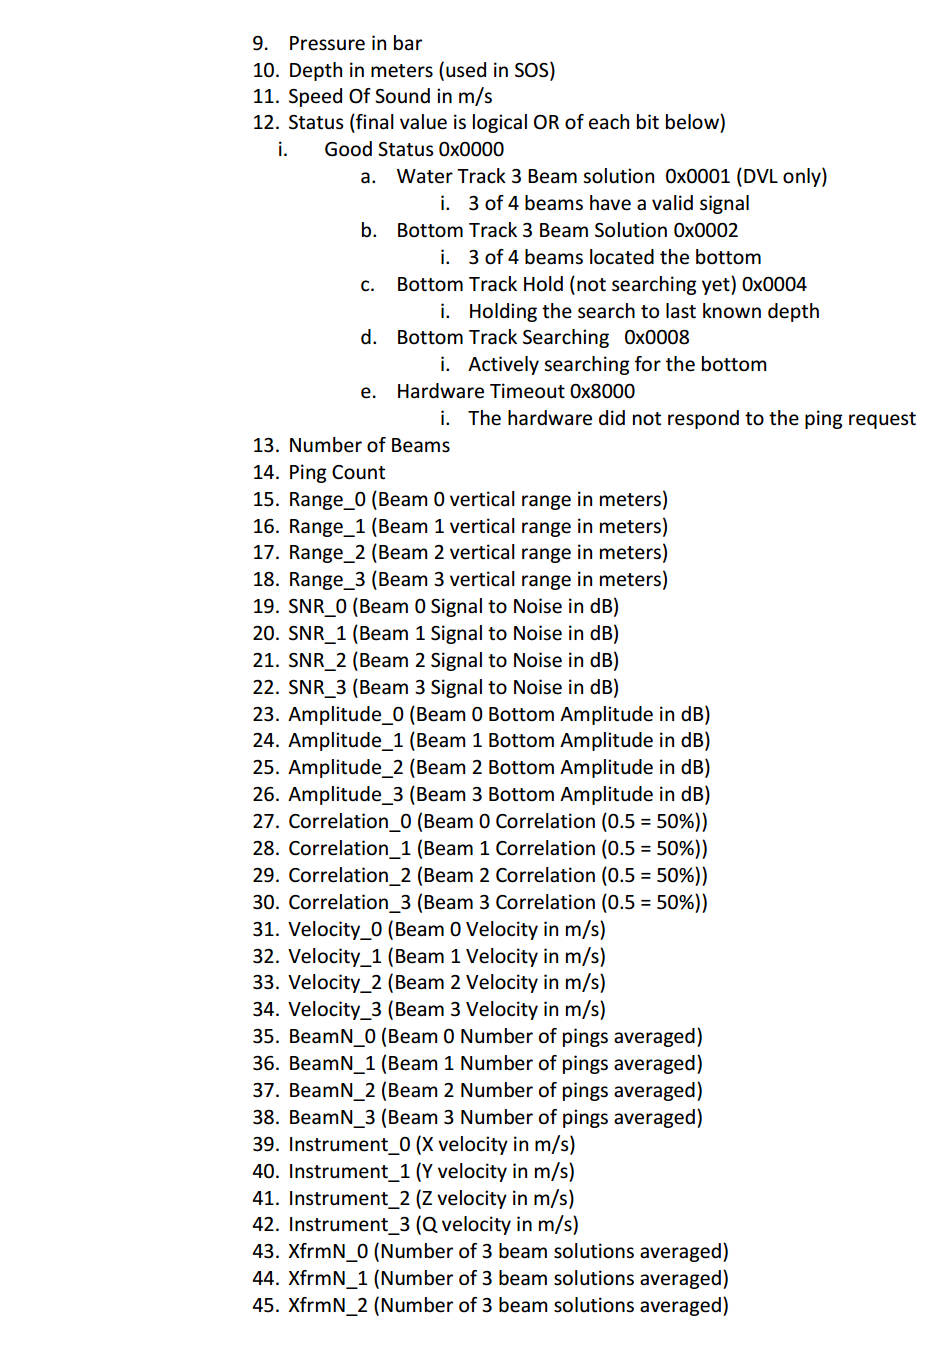 9. Pressure in bar
10. Depth in meters (used in SOS)
11. Speed Of Sound in m/s
12. Status (final value is logical OR of each bit below)
i. Good Status 0x0000
a. Water Track 3 Beam solution 0x0001 (DVL only)
i. 3 of 4 beams have a valid signal
b. Bottom Track 3 Beam Solution 0x0002
i. 3 of 4 beams located the bottom
c. Bottom Track Hold (not searching yet) 0x0004
i. Holding the search to last known depth
d. Bottom Track Searching 0x0008
i. Actively searching for the bottom
e. Hardware Timeout 0x8000
i. The hardware did not respond to the ping request
13. Number of Beams
14. Ping Count
15. Range_0 (Beam 0 vertical range in meters)
16. Range_1 (Beam 1 vertical range in meters)
17. Range_2 (Beam 2 vertical range in meters)
18. Range_3 (Beam 3 vertical range in meters)
19. SNR_0 (Beam 0 Signal to Noise in dB)
20. SNR_1 (Beam 1 Signal to Noise in dB)
21. SNR_2 (Beam 2 Signal to Noise in dB)
22. SNR_3 (Beam 3 Signal to Noise in dB)
23. Amplitude_0 (Beam 0 Bottom Amplitude in dB)
24. Amplitude_1 (Beam 1 Bottom Amplitude in dB)
25. Amplitude_2 (Beam 2 Bottom Amplitude in dB)
26. Amplitude_3 (Beam 3 Bottom Amplitude in dB)
27. Correlation_0 (Beam 0 Correlation (0.5 = 50%))
28. Correlation_1 (Beam 1 Correlation (0.5 = 50%))
29. Correlation_2 (Beam 2 Correlation (0.5 = 50%))
30. Correlation_3 (Beam 3 Correlation (0.5 = 50%))
31. Velocity_0 (Beam 0 Velocity in m/s)
32. Velocity_1 (Beam 1 Velocity in m/s)
33. Velocity_2 (Beam 2 Velocity in m/s)
34. Velocity_3 (Beam 3 Velocity in m/s)
35. BeamN_0 (Beam 0 Number of pings averaged)
36. BeamN_1 (Beam 1 Number of pings averaged)
37. BeamN_2 (Beam 2 Number of pings averaged)
38. BeamN_3 (Beam 3 Number of pings averaged)
39. Instrument_0 (X velocity in m/s)
40. Instrument_1 (Y velocity in m/s)
41. Instrument_2 (Z velocity in m/s)
42. Instrument_3 (Q velocity in m/s)
43. XfrmN_0 (Number of 3 beam solutions averaged)
44. XfrmN_1 (Number of 3 beam solutions averaged)
45. XfrmN_2 (Number of 3 beam solutions averaged)